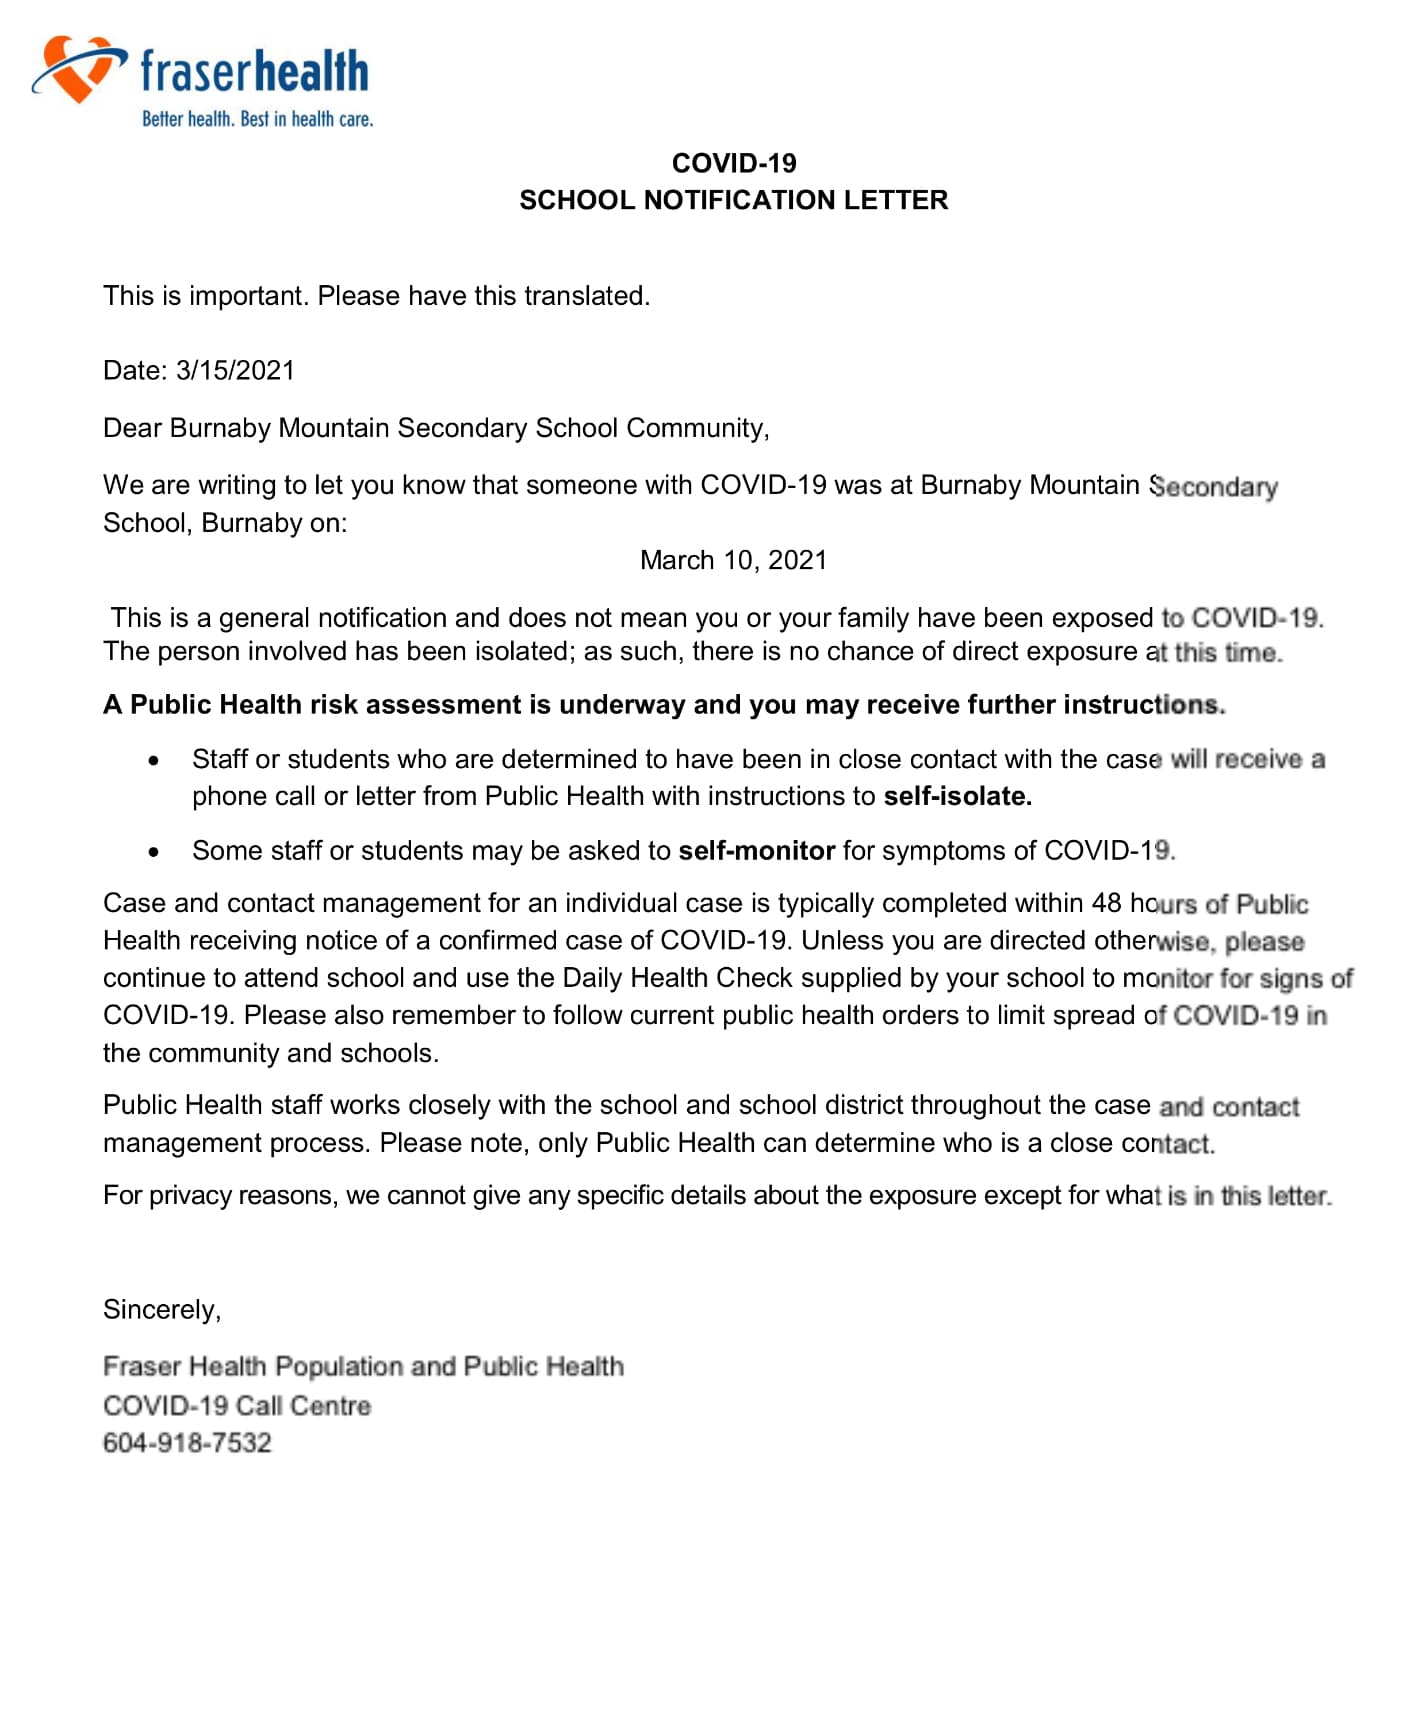 fraserhealth
Better health. Best in health care.
COVID-19
SCHOOL NOTIFICATION LETTER
This is important. Please have this translated.
Date: 3/15/2021
Dear Burnaby Mountain Secondary School Community,
We are writing to let you know that someone with COVID-19 was at Burnaby Mountain Secondary
School, Burnaby on:
March 10, 2021
This is a general notification and does not mean you or your family have been exposed to COVID-19.
The person involved has been isolated; as such, there is no chance of direct exposure at this time.
A Public Health risk assessment is underway and you may receive further instructions.
• Staff or students who are determined to have been in close contact with the case will receive a
phone call or letter from Public Health with instructions to self-isolate.
• Some staff or students may be asked to self-monitor for symptoms of COVID-19.
Case and contact management for an individual case is typically completed within 48 hours of Public
Health receiving notice of a confirmed case of COVID-19. Unless you are directed otherwise, please
continue to attend school and use the Daily Health Check supplied by your school to monitor for signs of
COVID-19. Please also remember to follow current public health orders to limit spread of COVID-19 in
the community and schools.
Public Health staff works closely with the school and school district throughout the case and contact
management process. Please note, only Public Health can determine who is a close contact.
For privacy reasons, we cannot give any specific details about the exposure except for what is in this letter.
Sincerely,
Fraser Health Population and Public Health
COVID-19 Call Centre
604-918-7532